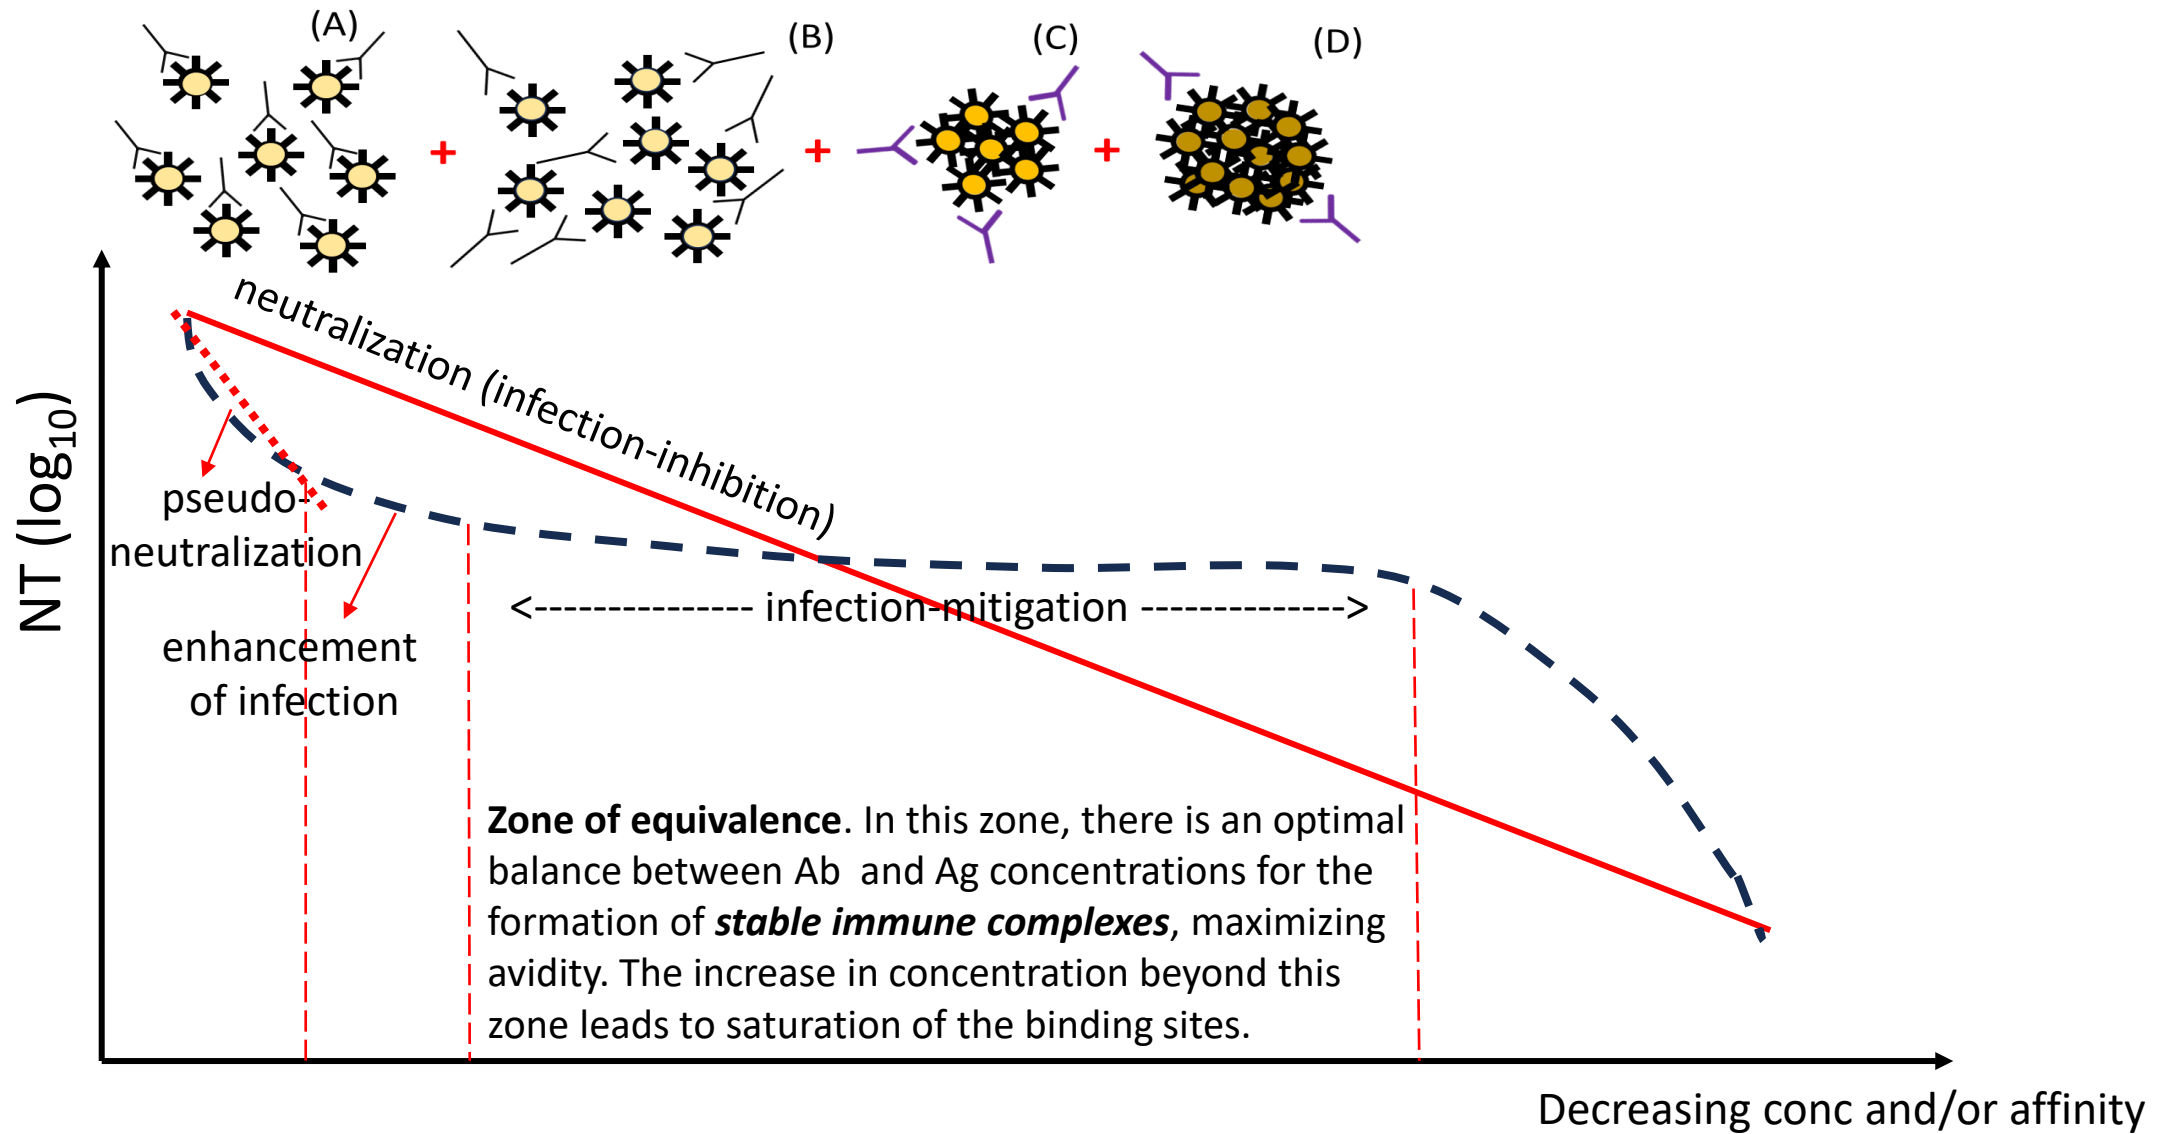 (A)
(B)
(C)
(D)
+
+
+
NT (log10)
neutralization (infection-inhibition)
pseudo-
neutralization
enhancement
of infection
<--------------- infection-mitigation -------------->
Zone of equivalence. In this zone, there is an optimal
balance between Ab and Ag concentrations for the
formation of stable immune complexes, maximizing
avidity. The increase in concentration beyond this
zone leads to saturation of the binding sites.
Decreasing conc and/or affinity